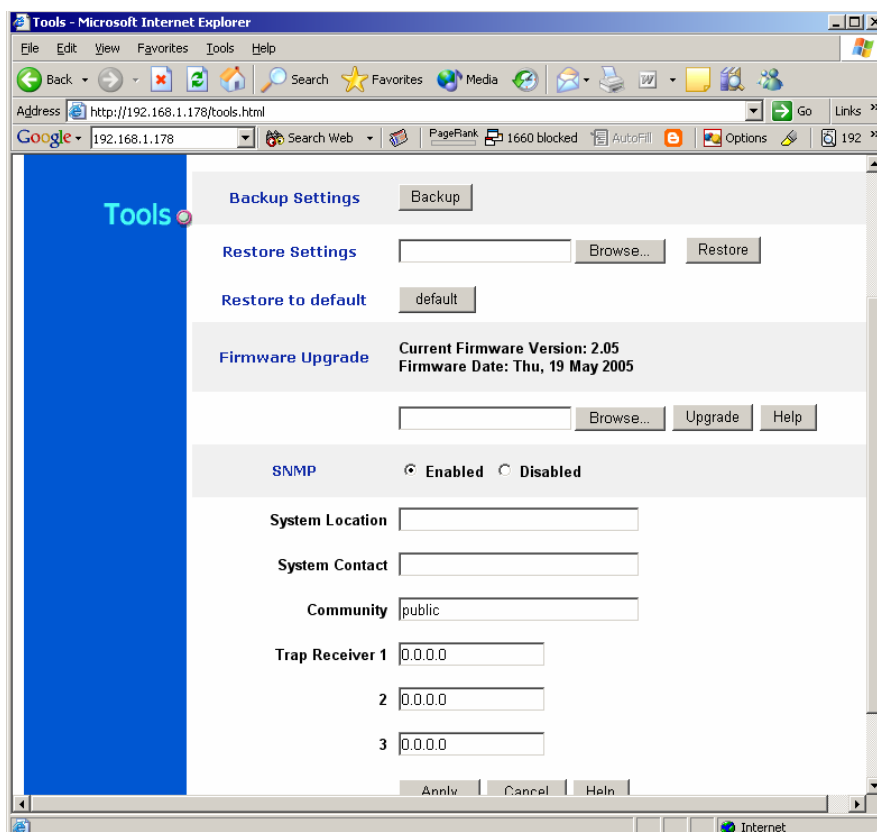 Tools - Microsoft Internet Explorer
File Edit View Favorites Tools Help
Back Search Favorites Media
Address http://192.168.1.178/tools.html Go Links »
Google 192.168.1.178 Search Web PageRank 1660 blocked AutoFill Options 192 »
Tools
Backup Settings Backup
Restore Settings Browse... Restore
Restore to default default
Firmware Upgrade Current Firmware Version: 2.05
Firmware Date: Thu, 19 May 2005
Browse... Upgrade Help
SNMP Enabled Disabled
System Location
System Contact
Community public
Trap Receiver 1 0.0.0.0
2 0.0.0.0
3 0.0.0.0
Apply Cancel Help
Internet